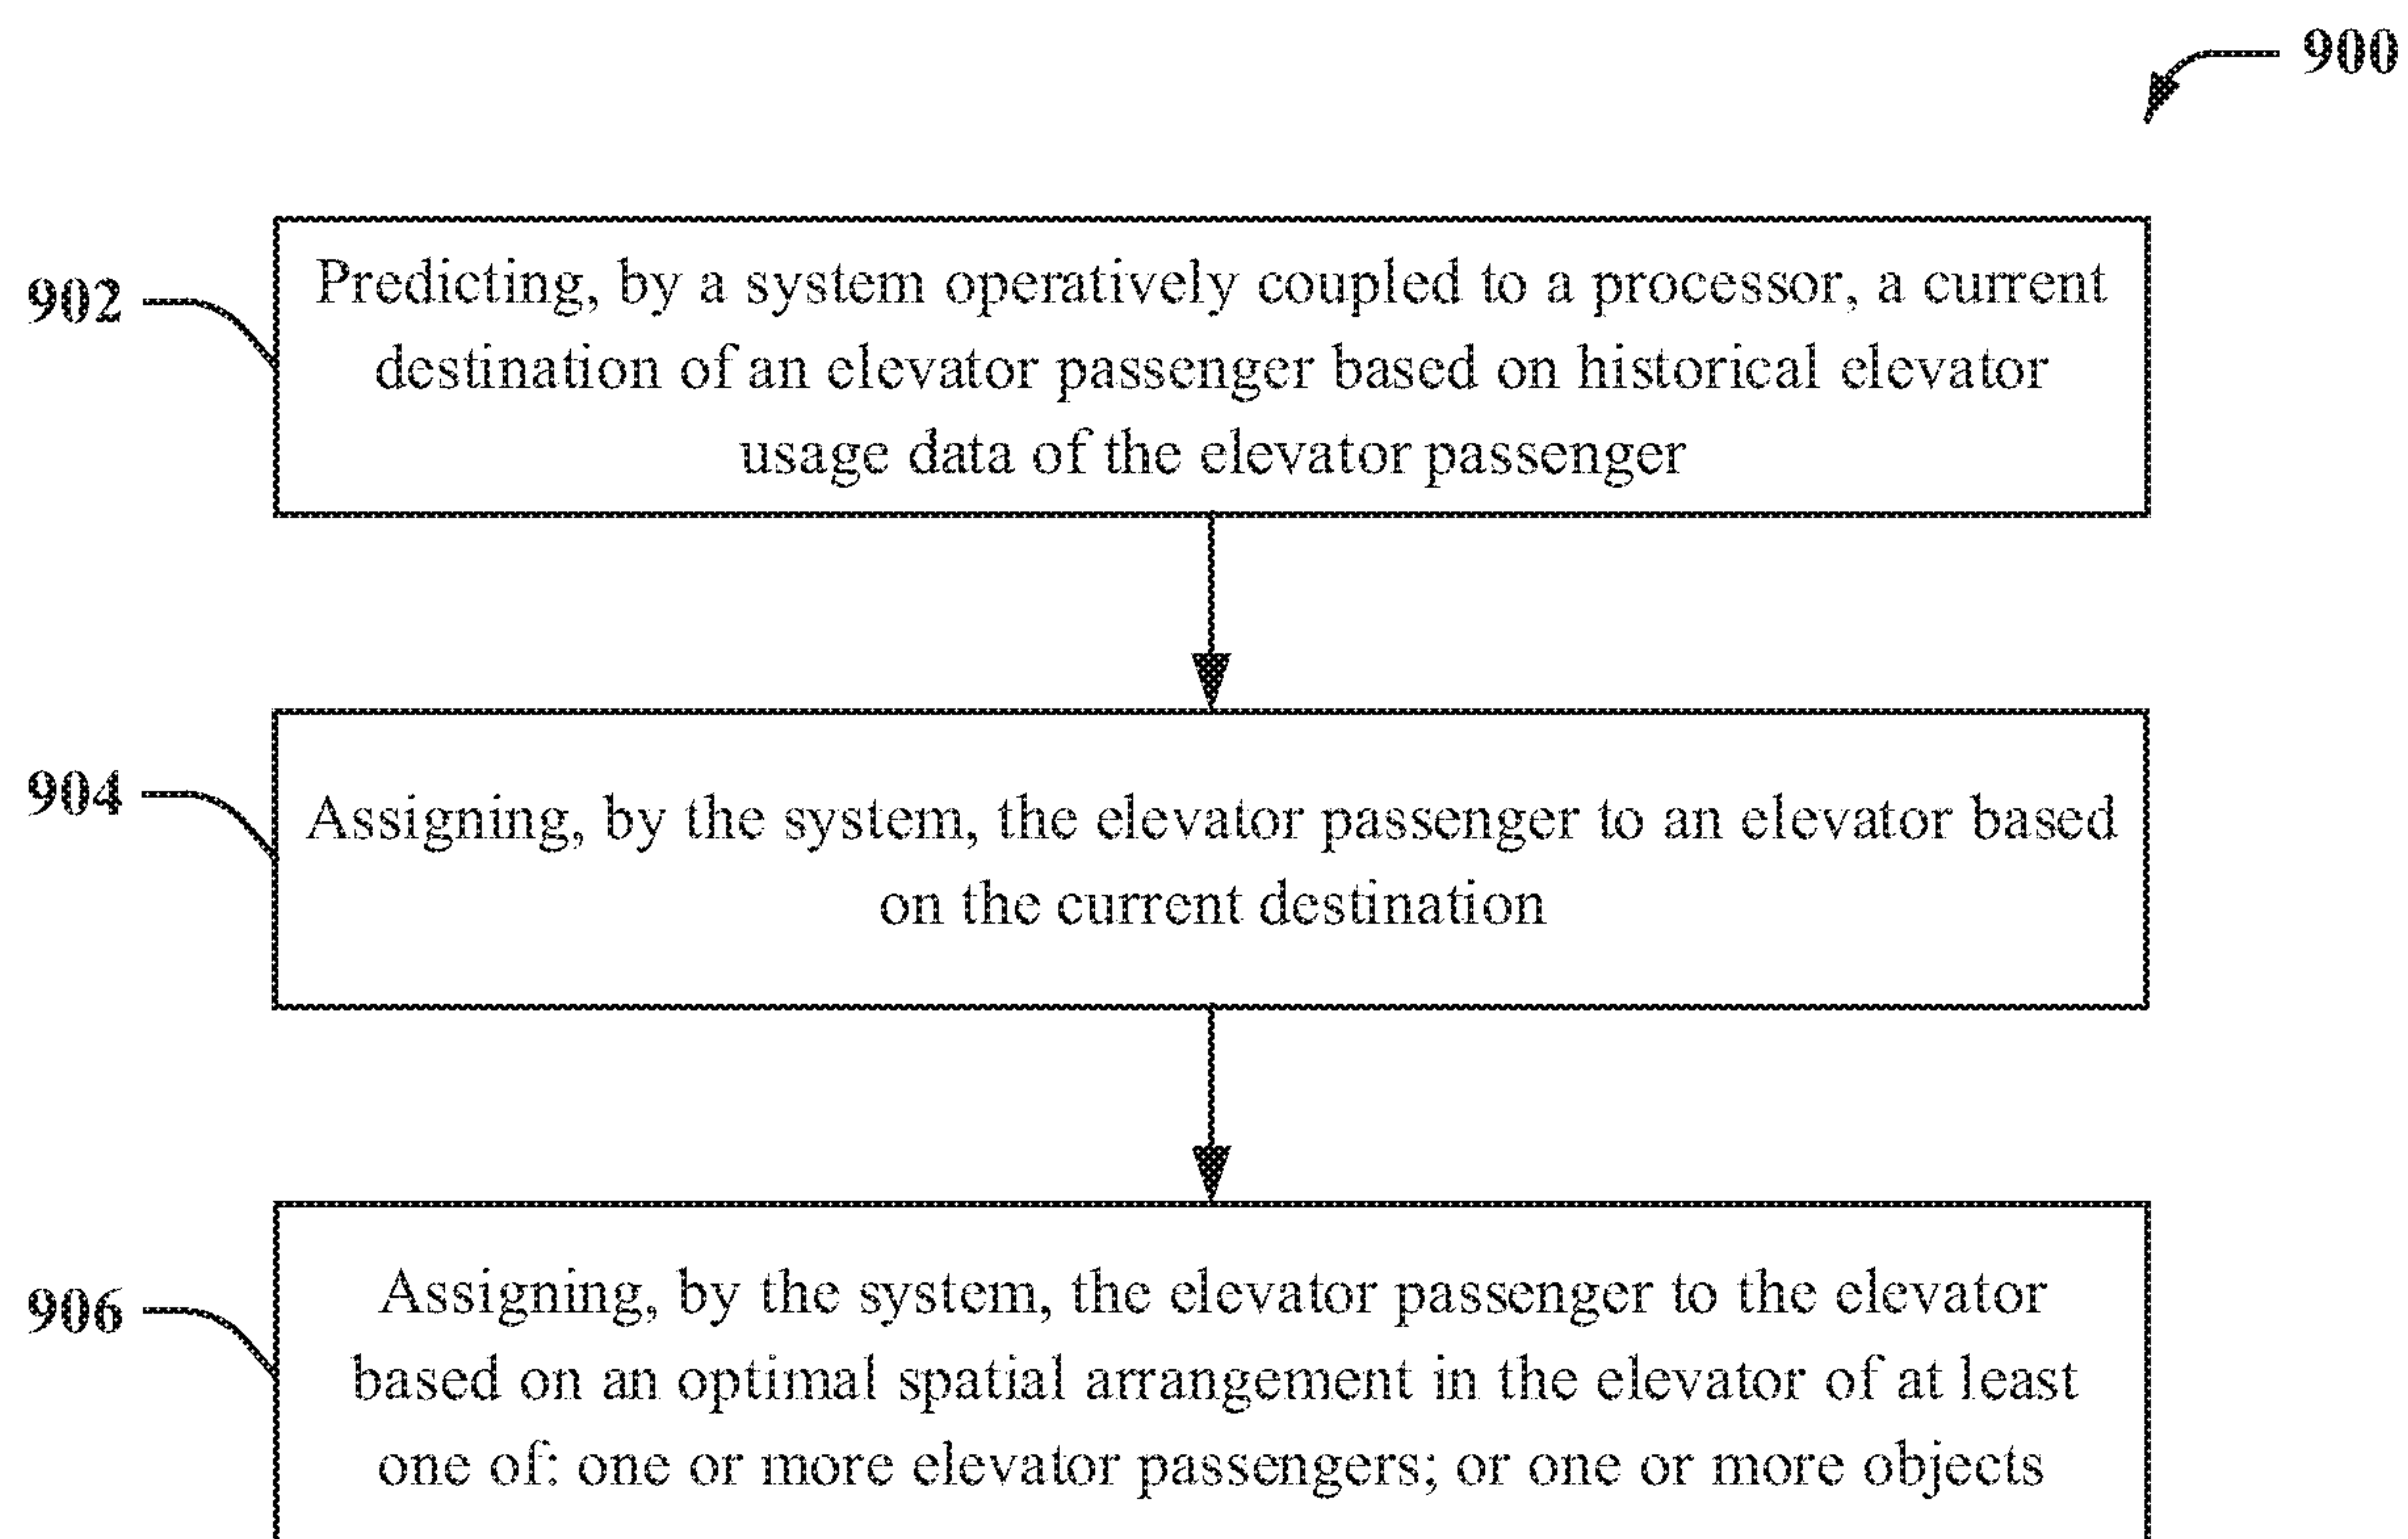 900
902
Predicting, by a system operatively coupled to a processor, a current
destination of an elevator passenger based on historical elevator
usage data of the elevator passenger
904
Assigning, by the system, the elevator passenger to an elevator based
on the current destination
906
Assigning, by the system, the elevator passenger to the elevator
based on an optimal spatial arrangement in the elevator of at least
one of: one or more elevator passengers; or one or more objects